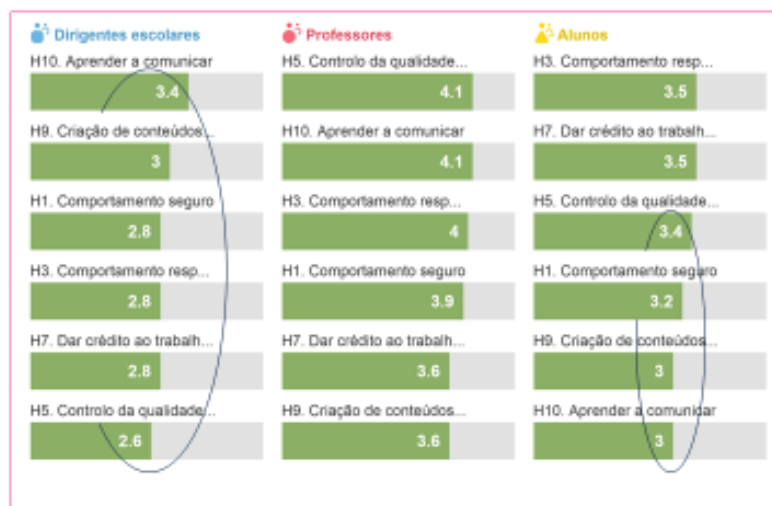 Dirigentes escolares
H10. Aprender a comunicar
3.4
H9. Criação de conteúdos...
3
H1. Comportamento seguro
2.8
H3. Comportamento resp...
2.8
H7. Dar crédito ao trabalh...
2.8
H5. Controlo da qualidade...
2.6
Professores
H5. Controlo da qualidade...
4.1
H10. Aprender a comunicar
4.1
H3. Comportamento resp...
4
H1. Comportamento seguro
3.9
H7. Dar crédito ao trabalh...
3.6
H9. Criação de conteúdos...
3.6
Alunos
H3. Comportamento resp...
3.5
H7. Dar crédito ao trabalh...
3.5
H5. Controlo da qualidade...
3.4
H1. Comportamento seguro
3.2
H9. Criação de conteúdos...
3
H10. Aprender a comunicar
3